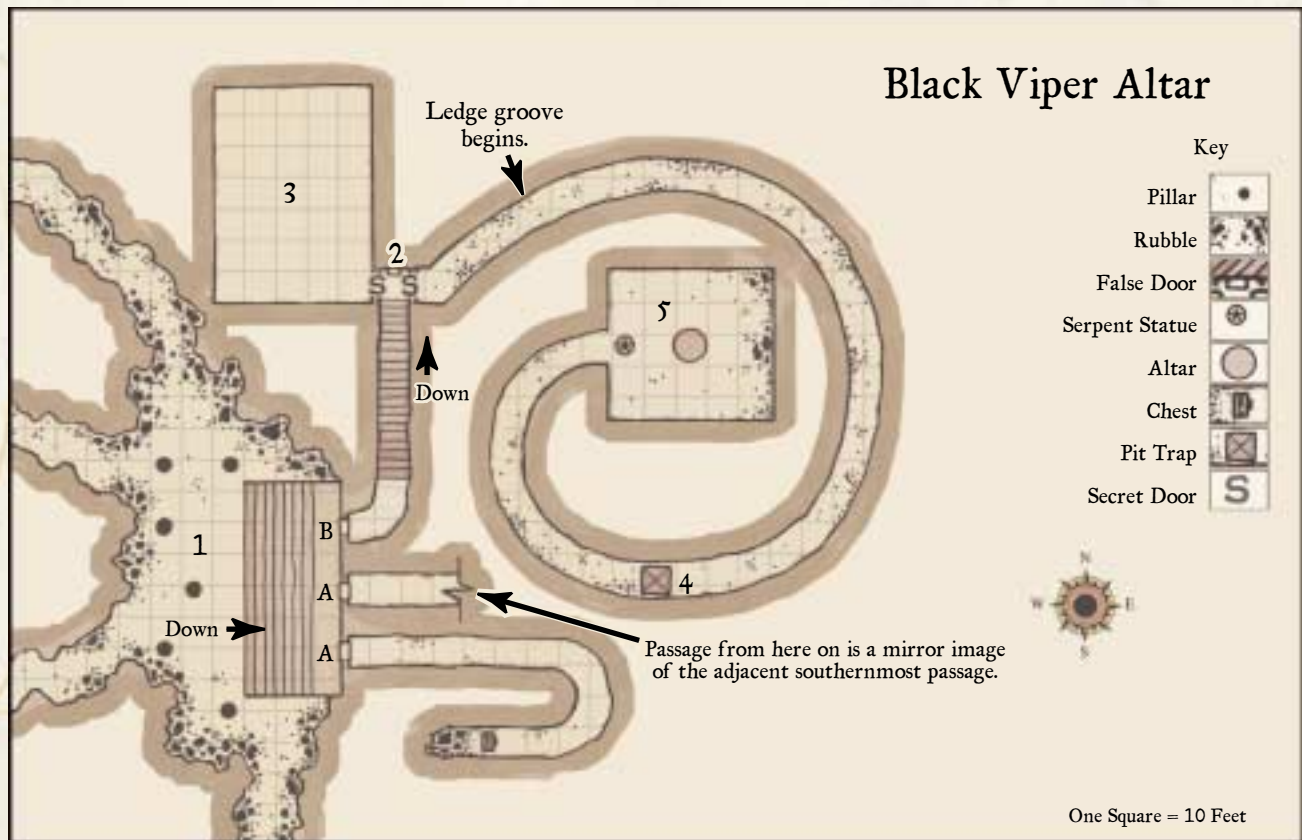 Black Viper Altar
Ledge groove
begins.
Key
Pillar
Rubble
False Door
Serpent Statue
Altar
Chest
Pit Trap
Secret Door
S
3
2
S S
5
Down
B
1
A
4
Down
A
Passage from here on is a mirror image
of the adjacent southernmost passage.
N
W E
S
One Square = 10 Feet